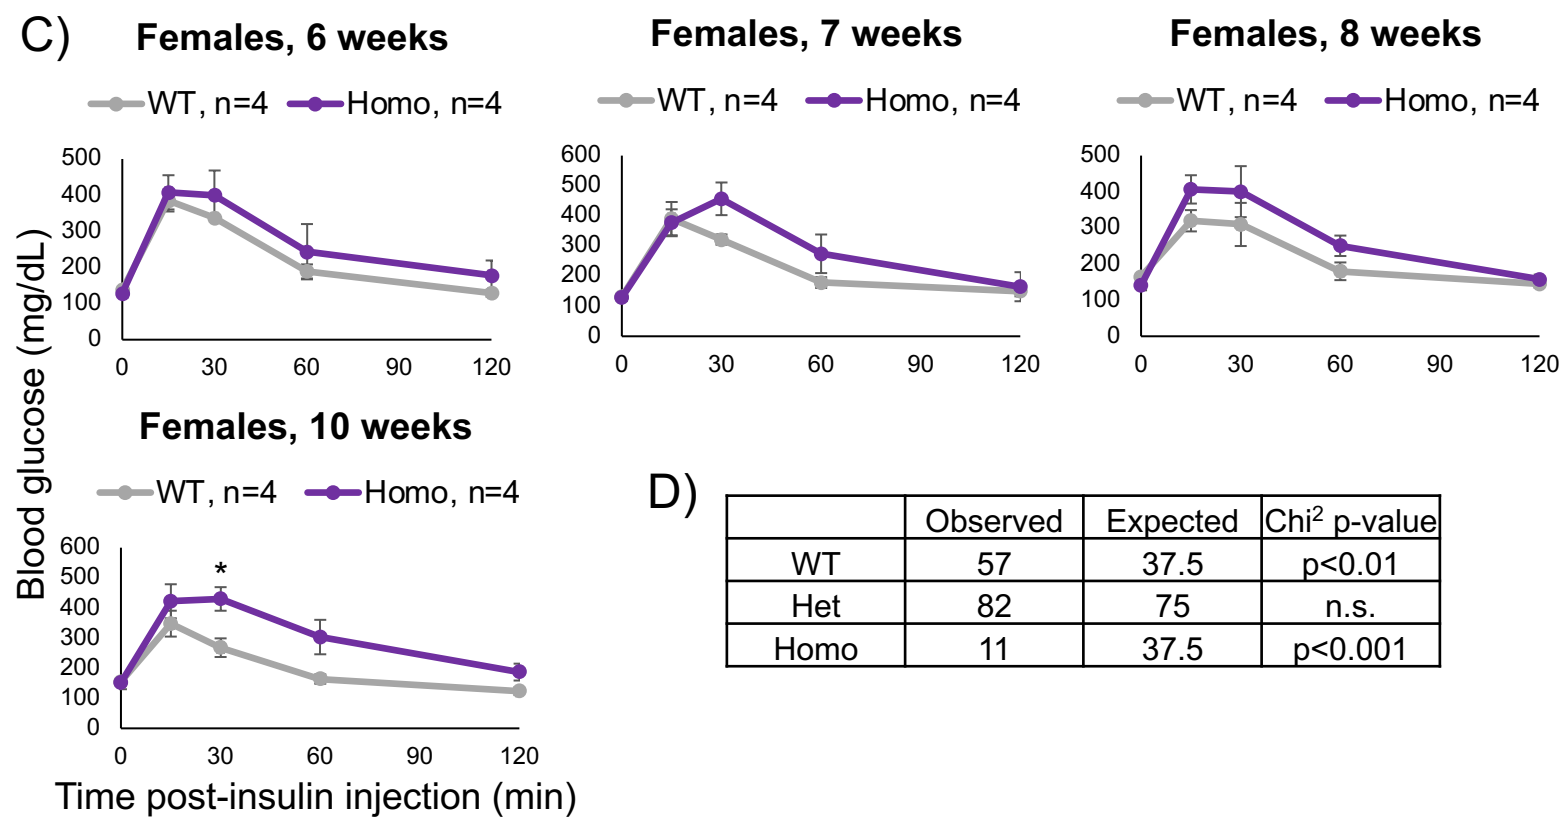 C)
Females, 6 weeks
WT, n=4 Homo, n=4
500
400
300
200
100
0
0 30 60 90 120
Females, 7 weeks
WT, n=4 Homo, n=4
600
500
400
300
200
100
0
0 30 60 90 120
Females, 8 weeks
WT, n=4 Homo, n=4
500
400
300
200
100
0
0 30 60 90 120
Blood glucose (mg/dL)
Females, 10 weeks
WT, n=4 Homo, n=4
600
500
400
300
200
100
0
*
0 30 60 90 120
Time post-insulin injection (min)
D)
Observed Expected Chi² p-value
WT 57 37.5 p<0.01
Het 82 75 n.s.
Homo 11 37.5 p<0.001